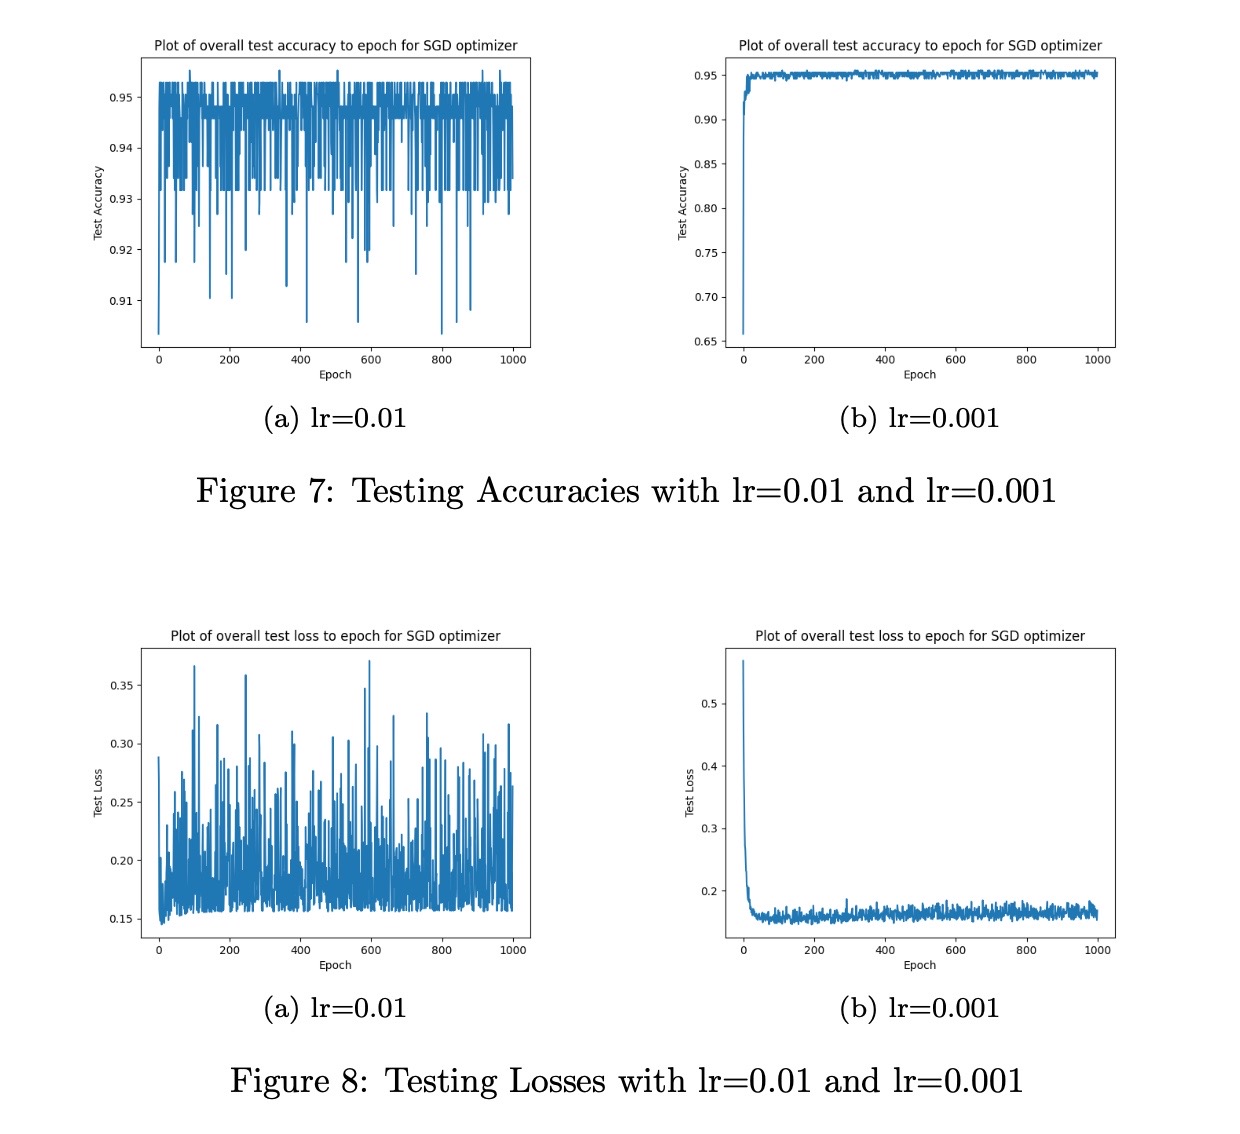 Plot of overall test accuracy to epoch for SGD optimizer
Test Accuracy
0.95
0.94
0.93
0.92
0.91
0 200 400 600 800 1000
Epoch
(a) lr=0.01
Plot of overall test accuracy to epoch for SGD optimizer
Test Accuracy
0.95
0.90
0.85
0.80
0.75
0.70
0.65
0 200 400 600 800 1000
Epoch
(b) lr=0.001
Figure 7: Testing Accuracies with lr=0.01 and lr=0.001
Plot of overall test loss to epoch for SGD optimizer
Test Loss
0.35
0.30
0.25
0.20
0.15
0 200 400 600 800 1000
Epoch
(a) lr=0.01
Plot of overall test loss to epoch for SGD optimizer
Test Loss
0.5
0.4
0.3
0.2
0 200 400 600 800 1000
Epoch
(b) lr=0.001
Figure 8: Testing Losses with lr=0.01 and lr=0.001